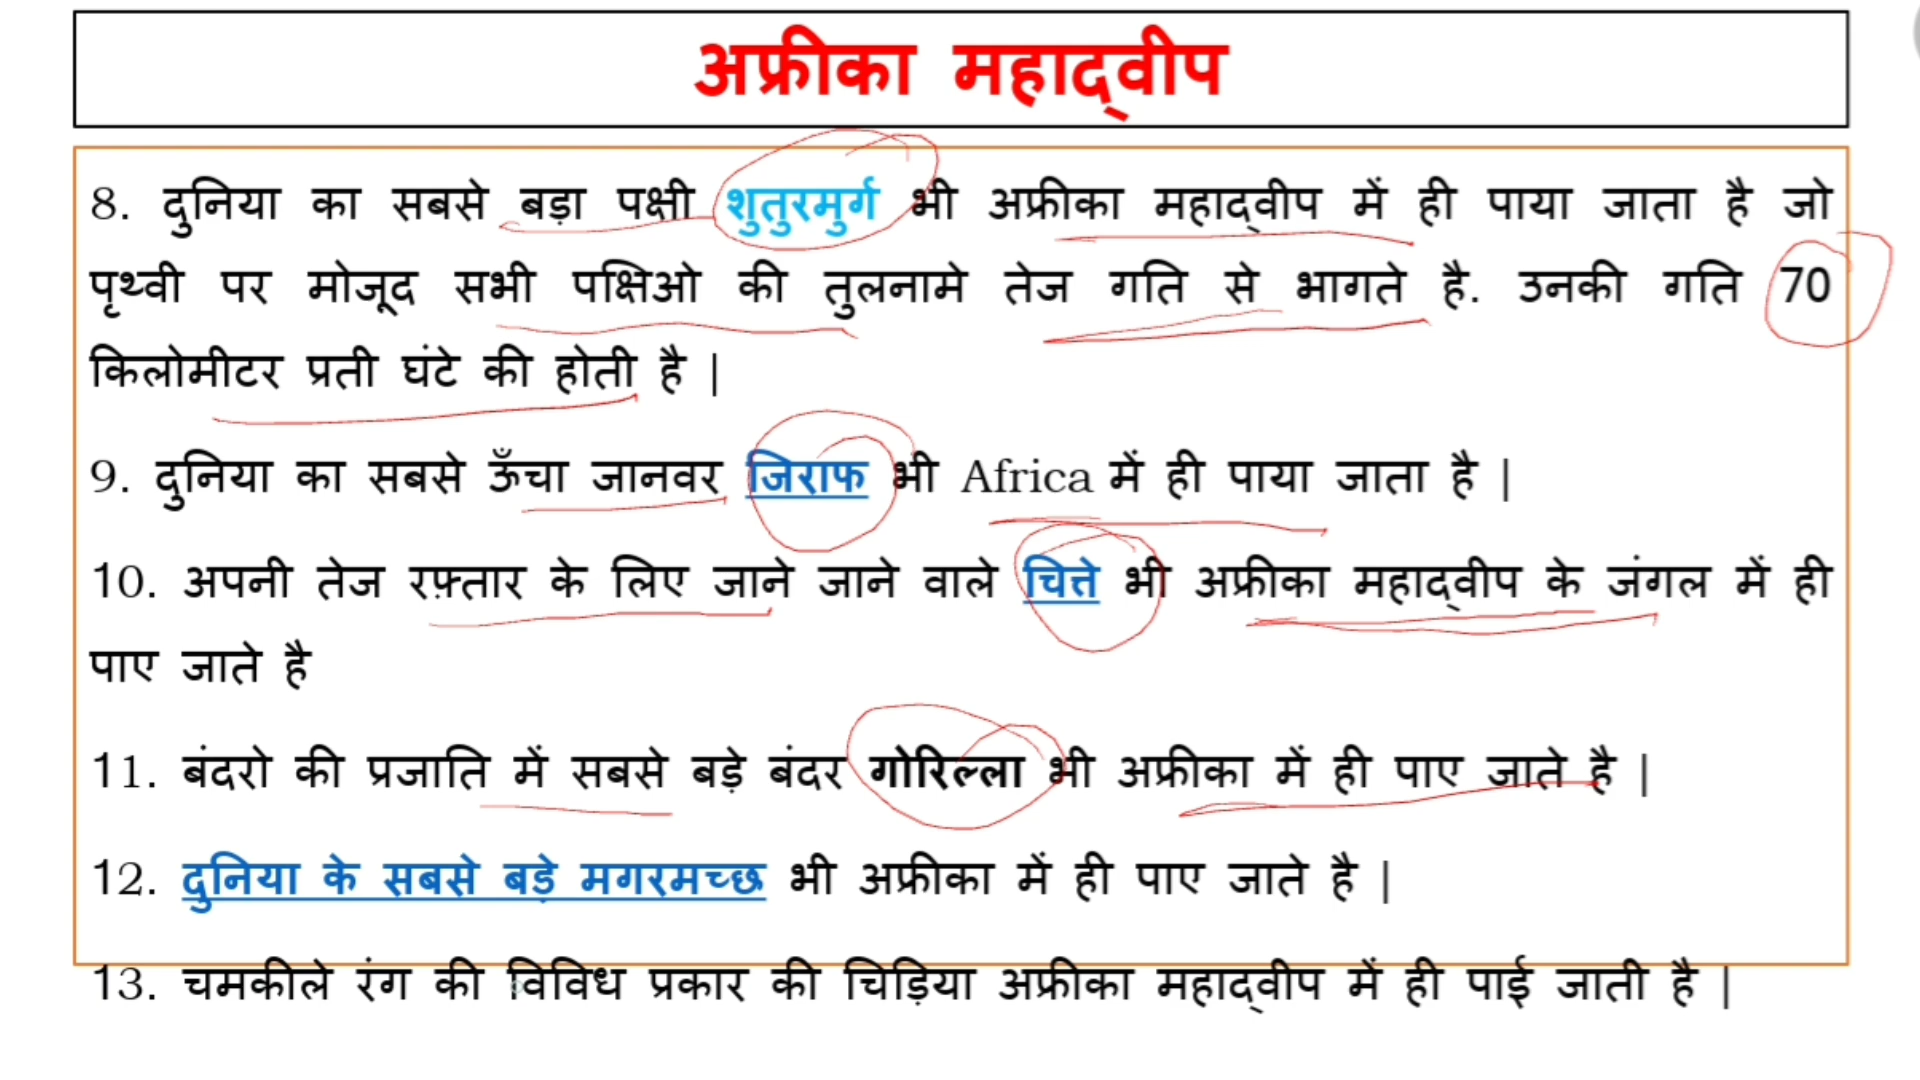 अफ्रीका महाद्वीप
8. दुनिया का सबसे बड़ा पक्षी शुतुरमुर्ग भी अफ्रीका महाद्वीप में ही पाया जाता है जो
पृथ्वी पर मोजूद सभी पक्षिओ की तुलनामे तेज गति से भागते है. उनकी गति 70
किलोमीटर प्रती घंटे की होती है |
9. दुनिया का सबसे ऊँचा जानवर जिराफ भी Africa में ही पाया जाता है |
10. अपनी तेज रफ़्तार के लिए जाने जाने वाले चित्ते भी अफ्रीका महाद्वीप के जंगल में ही
पाए जाते है
11. बंदरो की प्रजाति में सबसे बड़े बंदर गोरिल्ला भी अफ्रीका में ही पाए जाते है |
12. दुनिया के सबसे बड़े मगरमच्छ भी अफ्रीका में ही पाए जाते है |
13. चमकीले रंग की विविध प्रकार की चिड़िया अफ्रीका महाद्वीप में ही पाई जाती है |